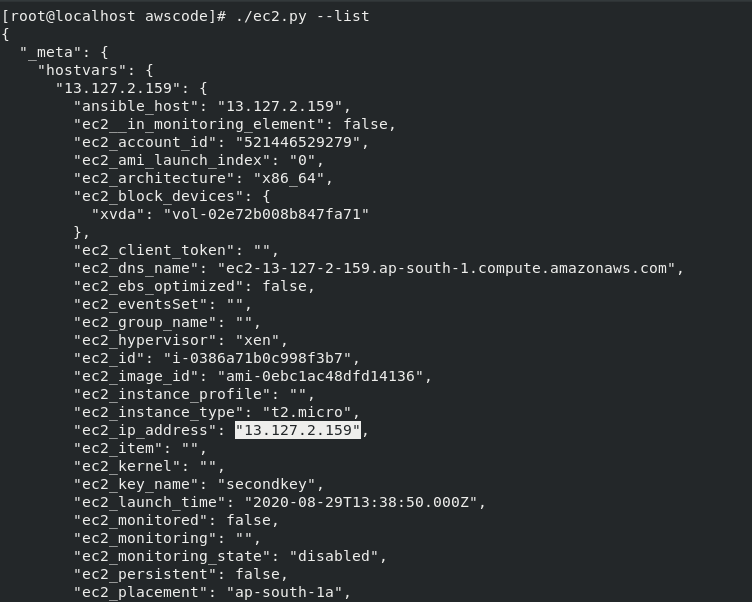 [root@localhost awscode]# ./ec2.py --list
{
  "_meta": {
    "hostvars": {
      "13.127.2.159": {
        "ansible_host": "13.127.2.159",
        "ec2__in_monitoring_element": false,
        "ec2_account_id": "521446529279",
        "ec2_ami_launch_index": "0",
        "ec2_architecture": "x86_64",
        "ec2_block_devices": {
          "xvda": "vol-02e72b008b847fa71"
        },
        "ec2_client_token": "",
        "ec2_dns_name": "ec2-13-127-2-159.ap-south-1.compute.amazonaws.com",
        "ec2_ebs_optimized": false,
        "ec2_eventsSet": "",
        "ec2_group_name": "",
        "ec2_hypervisor": "xen",
        "ec2_id": "i-0386a71b0c998f3b7",
        "ec2_image_id": "ami-0ebc1ac48dfd14136",
        "ec2_instance_profile": "",
        "ec2_instance_type": "t2.micro",
        "ec2_ip_address": "13.127.2.159",
        "ec2_item": "",
        "ec2_kernel": "",
        "ec2_key_name": "secondkey",
        "ec2_launch_time": "2020-08-29T13:38:50.000Z",
        "ec2_monitored": false,
        "ec2_monitoring": "",
        "ec2_monitoring_state": "disabled",
        "ec2_persistent": false,
        "ec2_placement": "ap-south-1a",